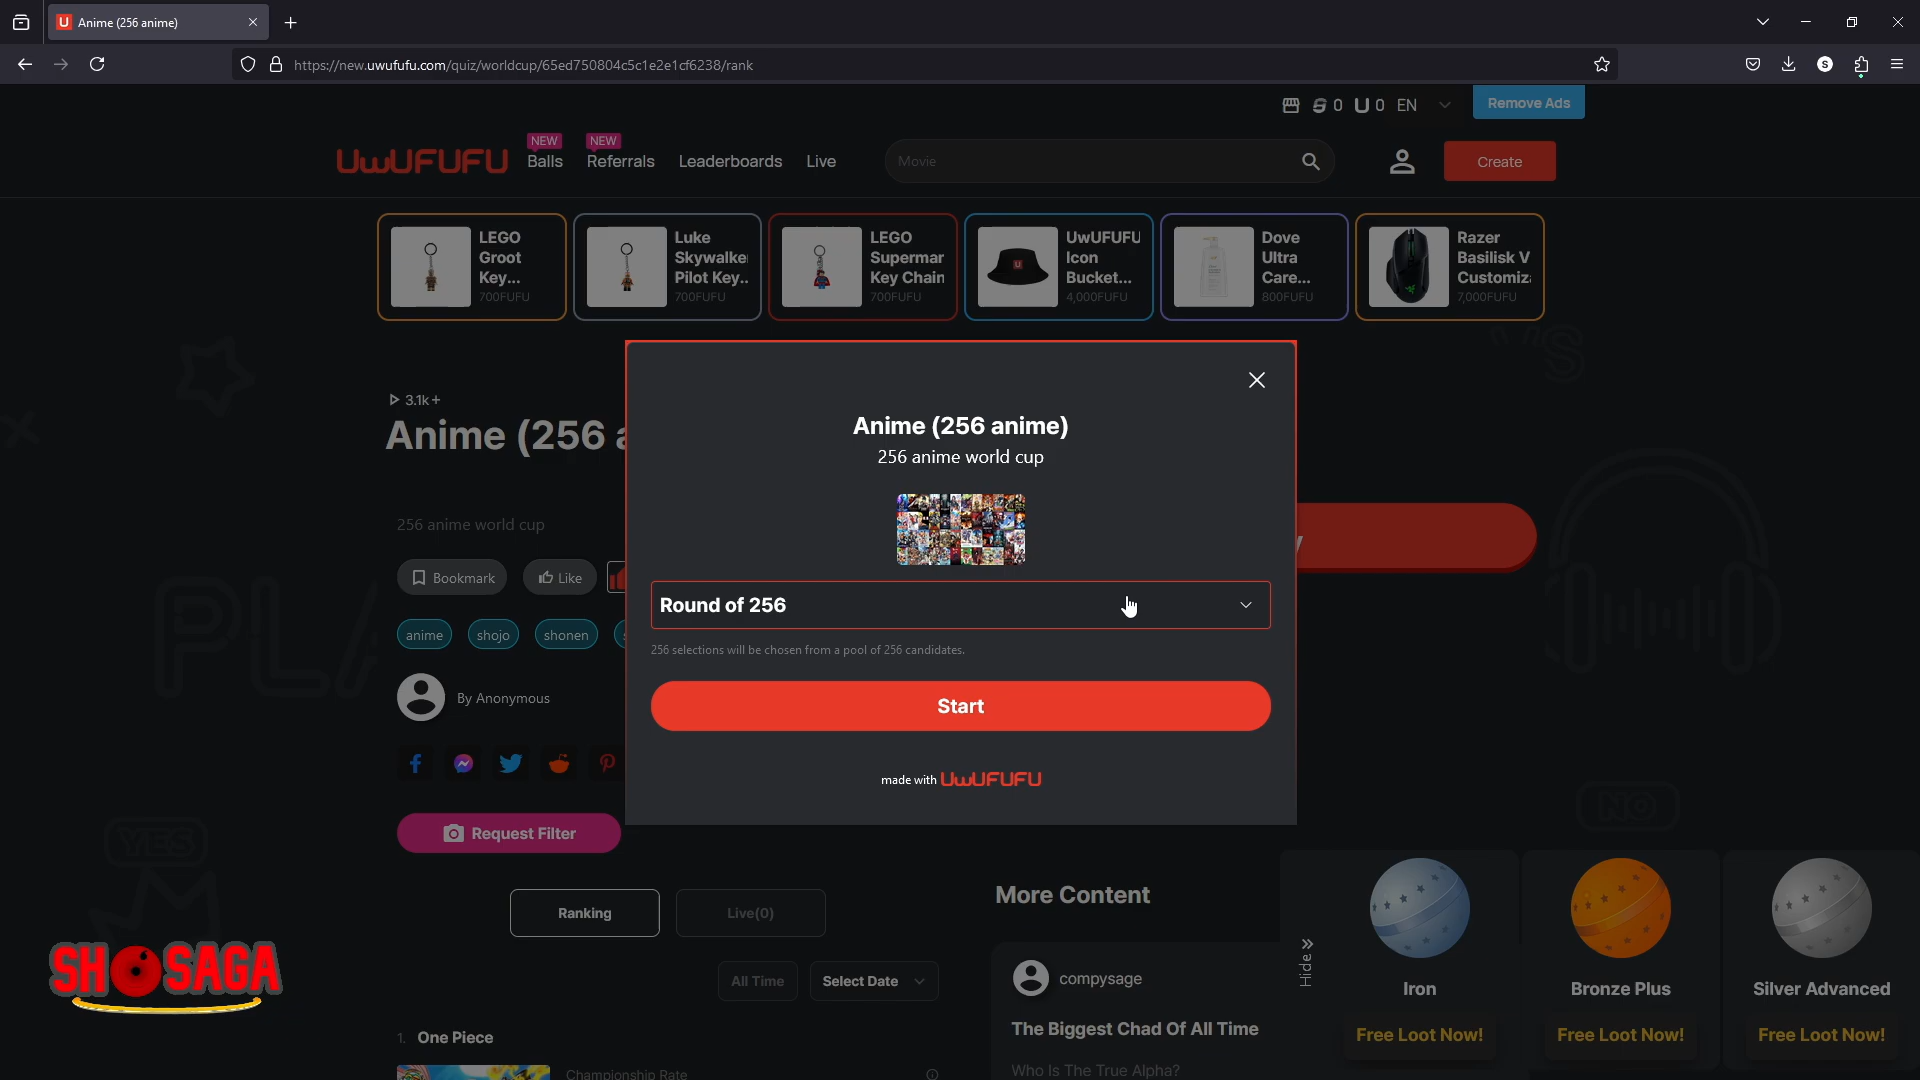 Anime (256 anime)
https://new.uwufufu.com/quiz/worldcup/65ed750804c5c1e2e1cf6238/rank
S 0 U 0 EN
Remove Ads
UwUFUFU
NEW
Balls
NEW
Referrals
Leaderboards
Live
Movie
Create
LEGO
Groot
Key...
700FUFU
Luke
Skywalke
Pilot Key..
700FUFU
LEGO
Supermar
Key Chain
700FUFU
UwUFUFU
Icon
Bucket...
4,000FUFU
Dove
Ultra
Care...
800FUFU
Razer
Basilisk V
Customiz
7,000FUFU
3.1k+
Anime (256 a
256 anime world cup
Bookmark
Like
anime
shojo
shonen
By Anonymous
Request Filter
Anime (256 anime)
256 anime world cup
Round of 256
256 selections will be chosen from a pool of 256 candidates.
Start
made with UwUFUFU
Ranking
Live(0)
All Time
Select Date
1. One Piece
Championship Rate
More Content
compysage
The Biggest Chad Of All Time
Who Is The True Alpha?
Hide
Iron
Free Loot Now!
Bronze Plus
Free Loot Now!
Silver Advanced
Free Loot Now!
SHOSAGA
PLA
YES
NO